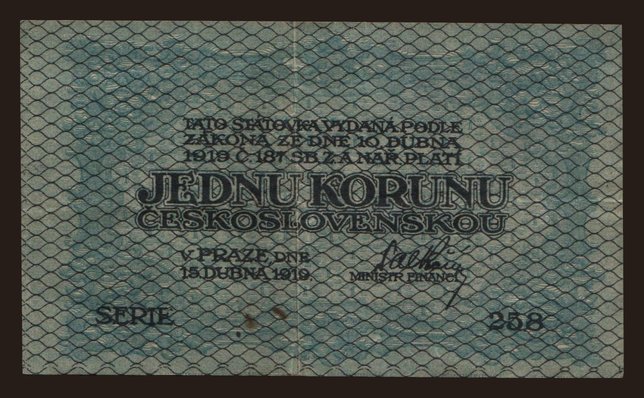 TATO STÁTOVKA VYDANÁ PODLE
ZÁKONA ZE DNE 10. DUBNA
1919 Č. 187 SB. Z. A NAŘ. PLATÍ
JEDNU KORUNU
ČESKOSLOVENSKOU
V PRAZE DNE
15. DUBNA 1919.
MINISTR FINANCÍ
SERIE 258